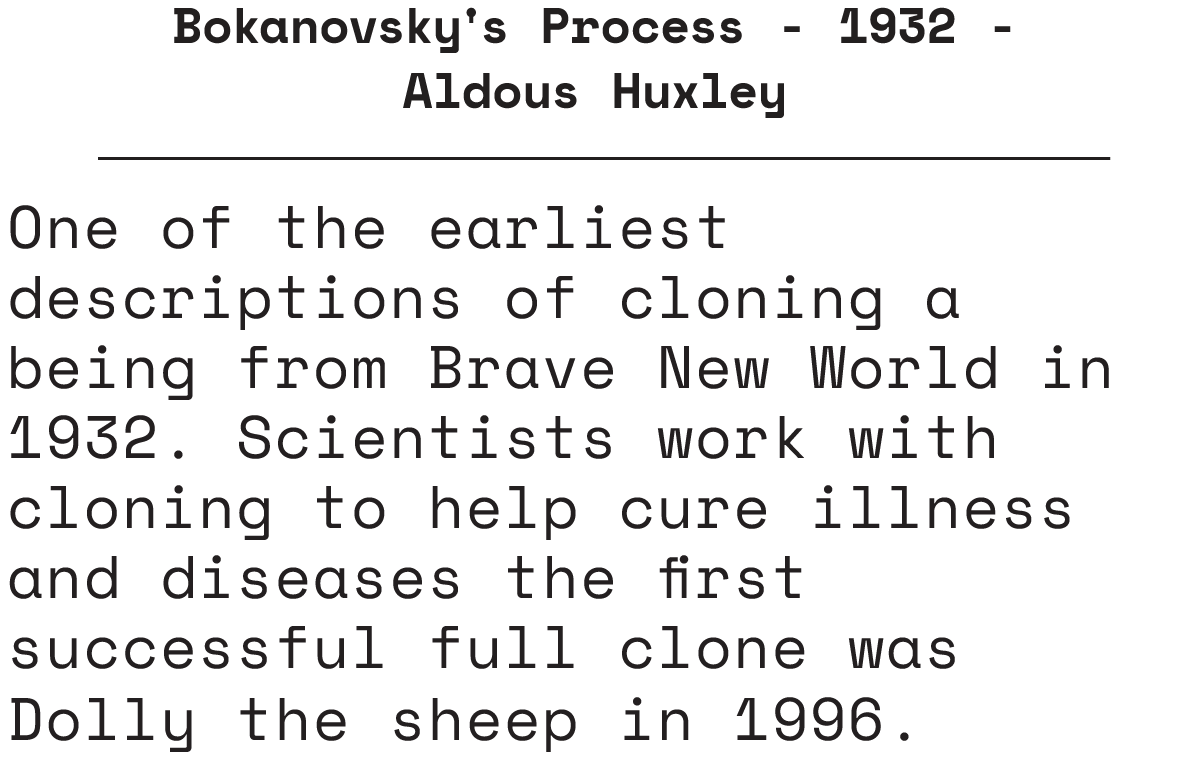 Bokanovsky's Process - 1932 -
Aldous Huxley
One of the earliest
descriptions of cloning a
being from Brave New World in
1932. Scientists work with
cloning to help cure illness
and diseases the first
successful full clone was
Dolly the sheep in 1996.